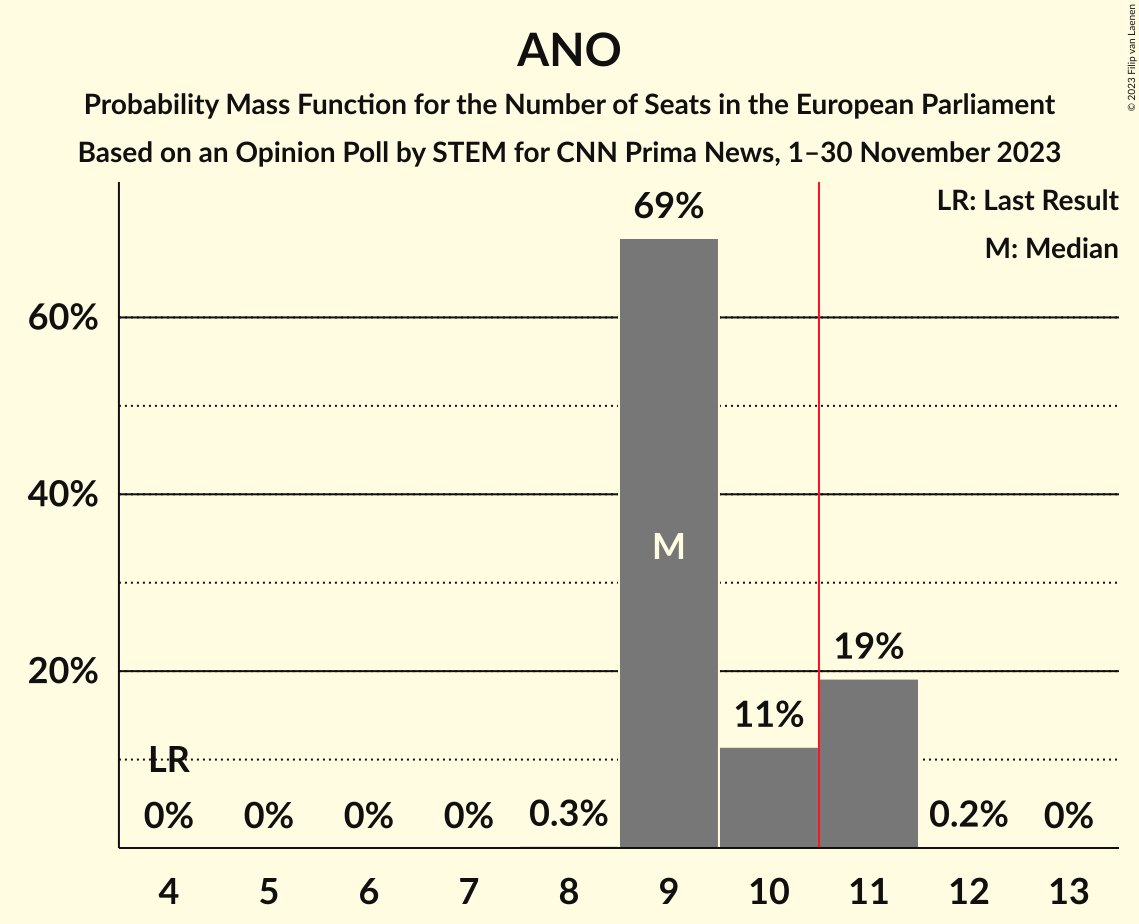 ANO
Probability Mass Function for the Number of Seats in the European Parliament
Based on an Opinion Poll by STEM for CNN Prima News, 1–30 November 2023
© 2023 Filip van Laenen
LR: Last Result
M: Median
69%
60%
40%
M
19%
20%
11%
LR
0%
0%
0%
0%
0.3%
0.2%
0%
4 5 6 7 8 9 10 11 12 13